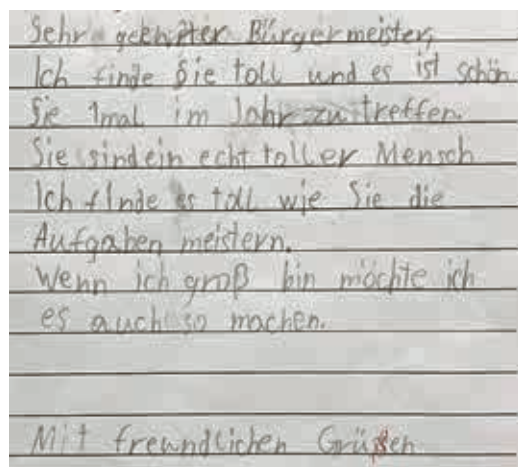 Sehr geehrter Bürgermeister,
Ich finde Sie toll und es ist schön
Sie 1mal im Jahr zu treffen.
Sie sind ein echt toller Mensch
Ich finde es toll wie Sie die
Aufgaben meistern.
Wenn ich groß bin möchte ich
es auch so machen.
Mit freundlichen Grüßen